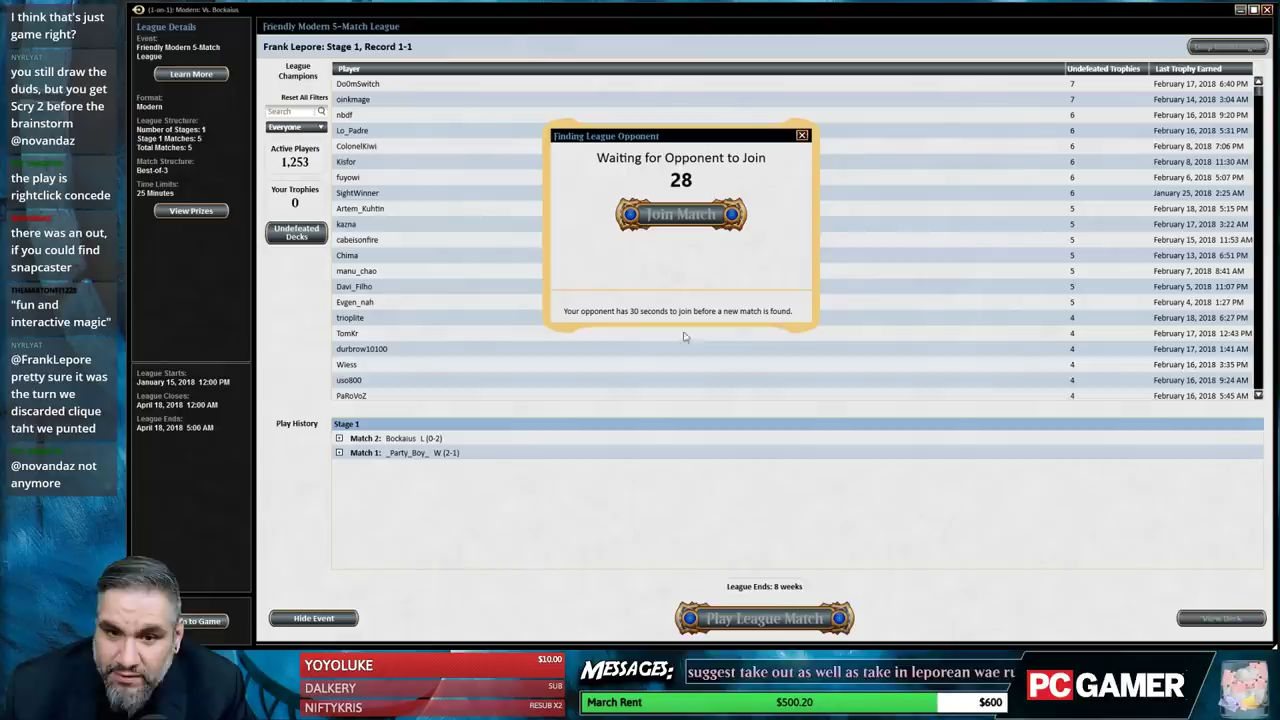 I think that's just
game right?
NYRLYAT
you still draw the
duds, but you get
Scry 2 before the
brainstorm
@novandaz
the play is
rightclick concede
there was an out,
if you could find
snapcaster
"fun and
interactive magic"
NYRLYAT
@FrankLepore
pretty sure it was
the turn we
discarded clique
taht we punted
@novandaz not
anymore
(1-on-1): Modern: Vs. Bockaius
League Details
Event:
Friendly Modern 5-Match
League
Learn More
Format:
Modern
League Structure:
Number of Stages: 1
Stage 1 Matches: 5
Total Matches: 5
Match Structure:
Best-of-3
Time Limits:
25 Minutes
View Prizes
League Starts:
January 15, 2018 12:00 PM
League Closes:
April 18, 2018 12:00 AM
League Ends:
April 18, 2018 5:00 AM
to Game
Friendly Modern 5-Match League
Frank Lepore: Stage 1, Record 1-1
League
Champions
Reset All Filters
Search
Everyone
Active Players
1,253
Your Trophies
0
Undefeated
Decks
Player Undefeated Trophies Last Trophy Earned
Do0mSwitch 7 February 17, 2018 6:40 PM
oinkmage 7 February 14, 2018 3:04 AM
nbdf 6 February 16, 2018 9:20 PM
Lo_Padre 6 February 16, 2018 5:31 PM
ColonelKiwi 6 February 8, 2018 7:06 PM
Kisfor 6 February 8, 2018 11:30 AM
fuyowi 6 February 6, 2018 5:07 PM
SightWinner 6 January 25, 2018 2:25 AM
Artem_Kuhtin 5 February 18, 2018 5:15 PM
kazna 5 February 17, 2018 3:22 AM
cabeisonfire 5 February 15, 2018 11:53 AM
Chima 5 February 13, 2018 6:51 PM
manu_chao 5 February 7, 2018 8:41 AM
Davi_Filho 5 February 5, 2018 11:07 PM
Evgen_nah 5 February 4, 2018 1:27 PM
trioplite 4 February 18, 2018 6:27 PM
TomKr 4 February 17, 2018 12:43 PM
durbrow10100 4 February 17, 2018 1:41 AM
Wiess 4 February 16, 2018 3:35 PM
uso800 4 February 16, 2018 9:24 AM
PaRoVoZ 4 February 16, 2018 5:45 AM
Finding League Opponent
Waiting for Opponent to Join
28
Join Match
Your opponent has 30 seconds to join before a new match is found.
Play History
Stage 1
Match 2: Bockaius L (0-2)
Match 1: _Party_Boy_ W (2-1)
League Ends: 8 weeks
Hide Event
Play League Match
View Deck
YOYOLUKE $10.00
DALKERY SUB
NIFTYKRIS RESUB X2
MESSAGES:
suggest take out as well as take in leporean wae ru
March Rent $500.20 $600
PC GAMER